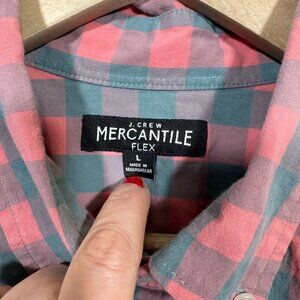 J. CREW
MERCANTILE
FLEX
L
MADE IN
MADAGASCAR